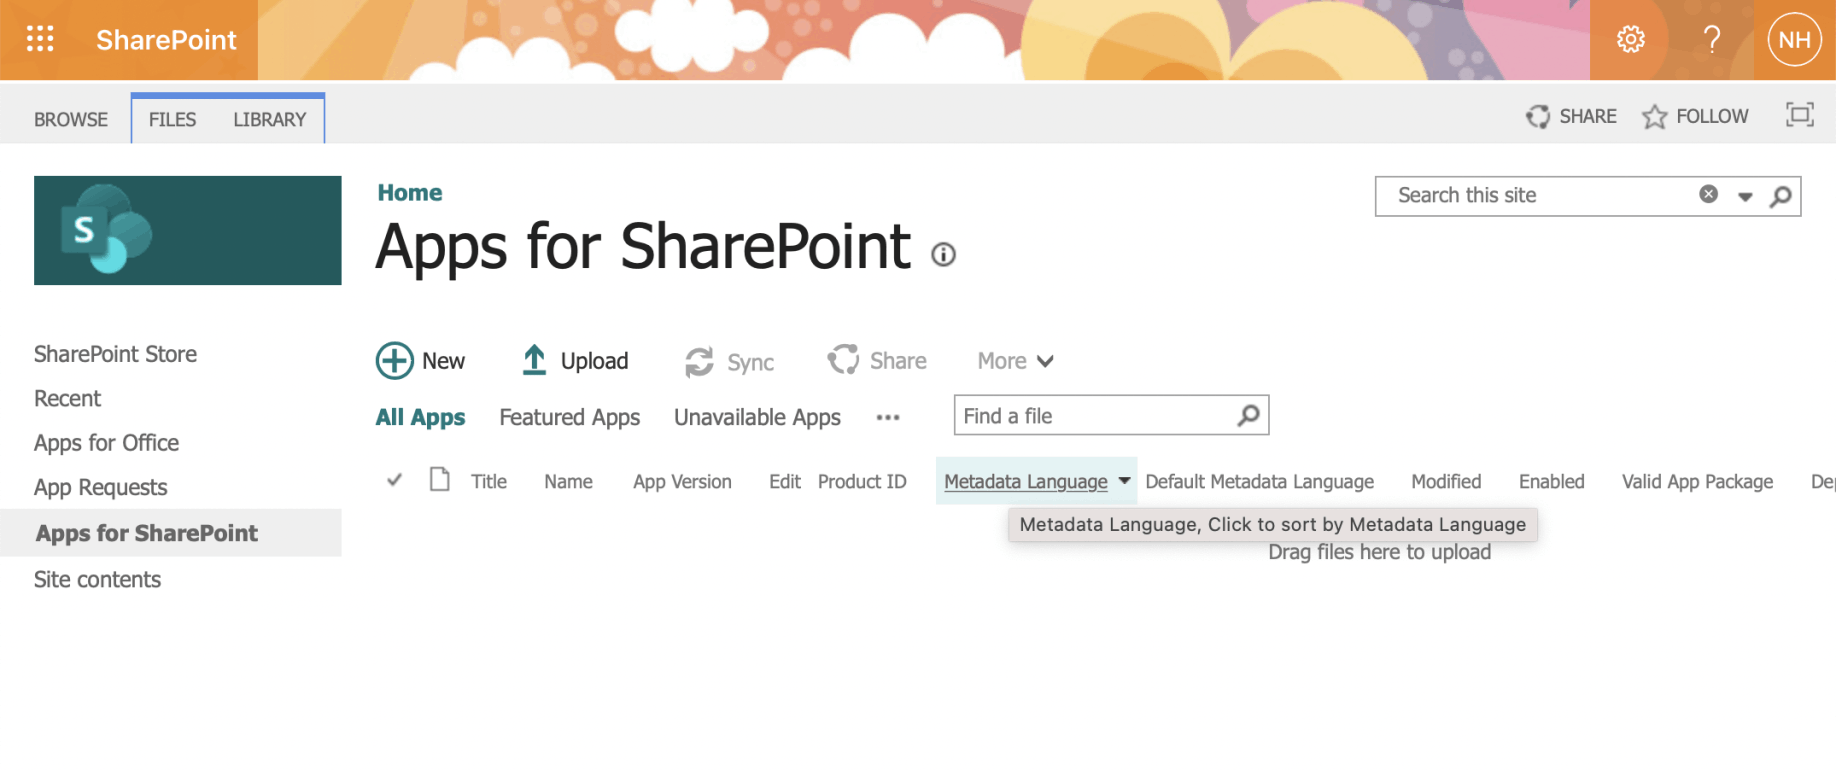 SharePoint
?
NH
BROWSE
FILES
LIBRARY
SHARE
FOLLOW
S
Home
Search this site
Apps for SharePoint
SharePoint Store
Recent
Apps for Office
App Requests
Apps for SharePoint
Site contents
New
Upload
Sync
Share
More
All Apps
Featured Apps
Unavailable Apps
...
Find a file
Title
Name
App Version
Edit
Product ID
Metadata Language
Default Metadata Language
Modified
Enabled
Valid App Package
Metadata Language, Click to sort by Metadata Language
Drag files here to upload